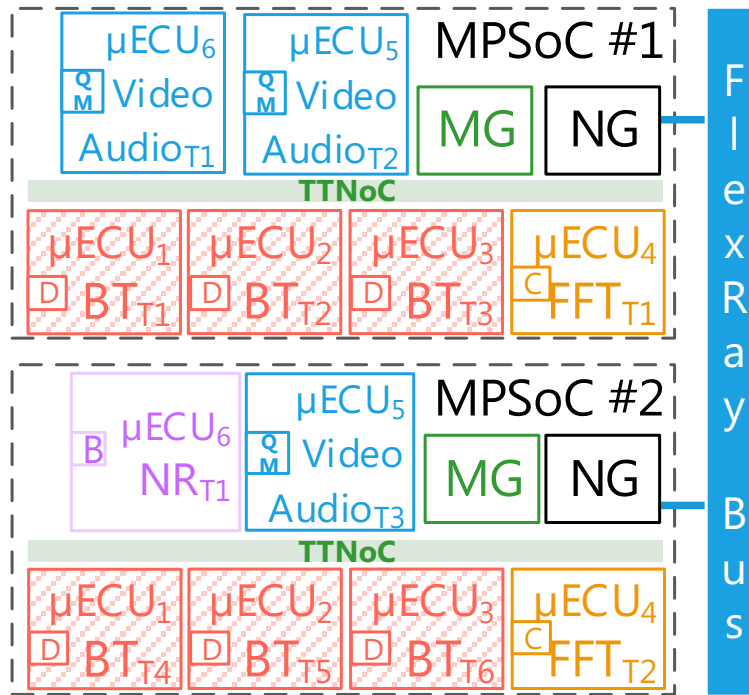 MPSoC #1
μECU6
QM
Video
AudioT1
μECU5
QM
Video
AudioT2
MG
NG
TTNoC
μECU1
D
BTT1
μECU2
D
BTT2
μECU3
D
BTT3
μECU4
C
FFTT1
MPSoC #2
μECU6
B
NRT1
μECU5
QM
Video
AudioT3
MG
NG
TTNoC
μECU1
D
BTT4
μECU2
D
BTT5
μECU3
D
BTT6
μECU4
C
FFTT2
FlexRay Bus